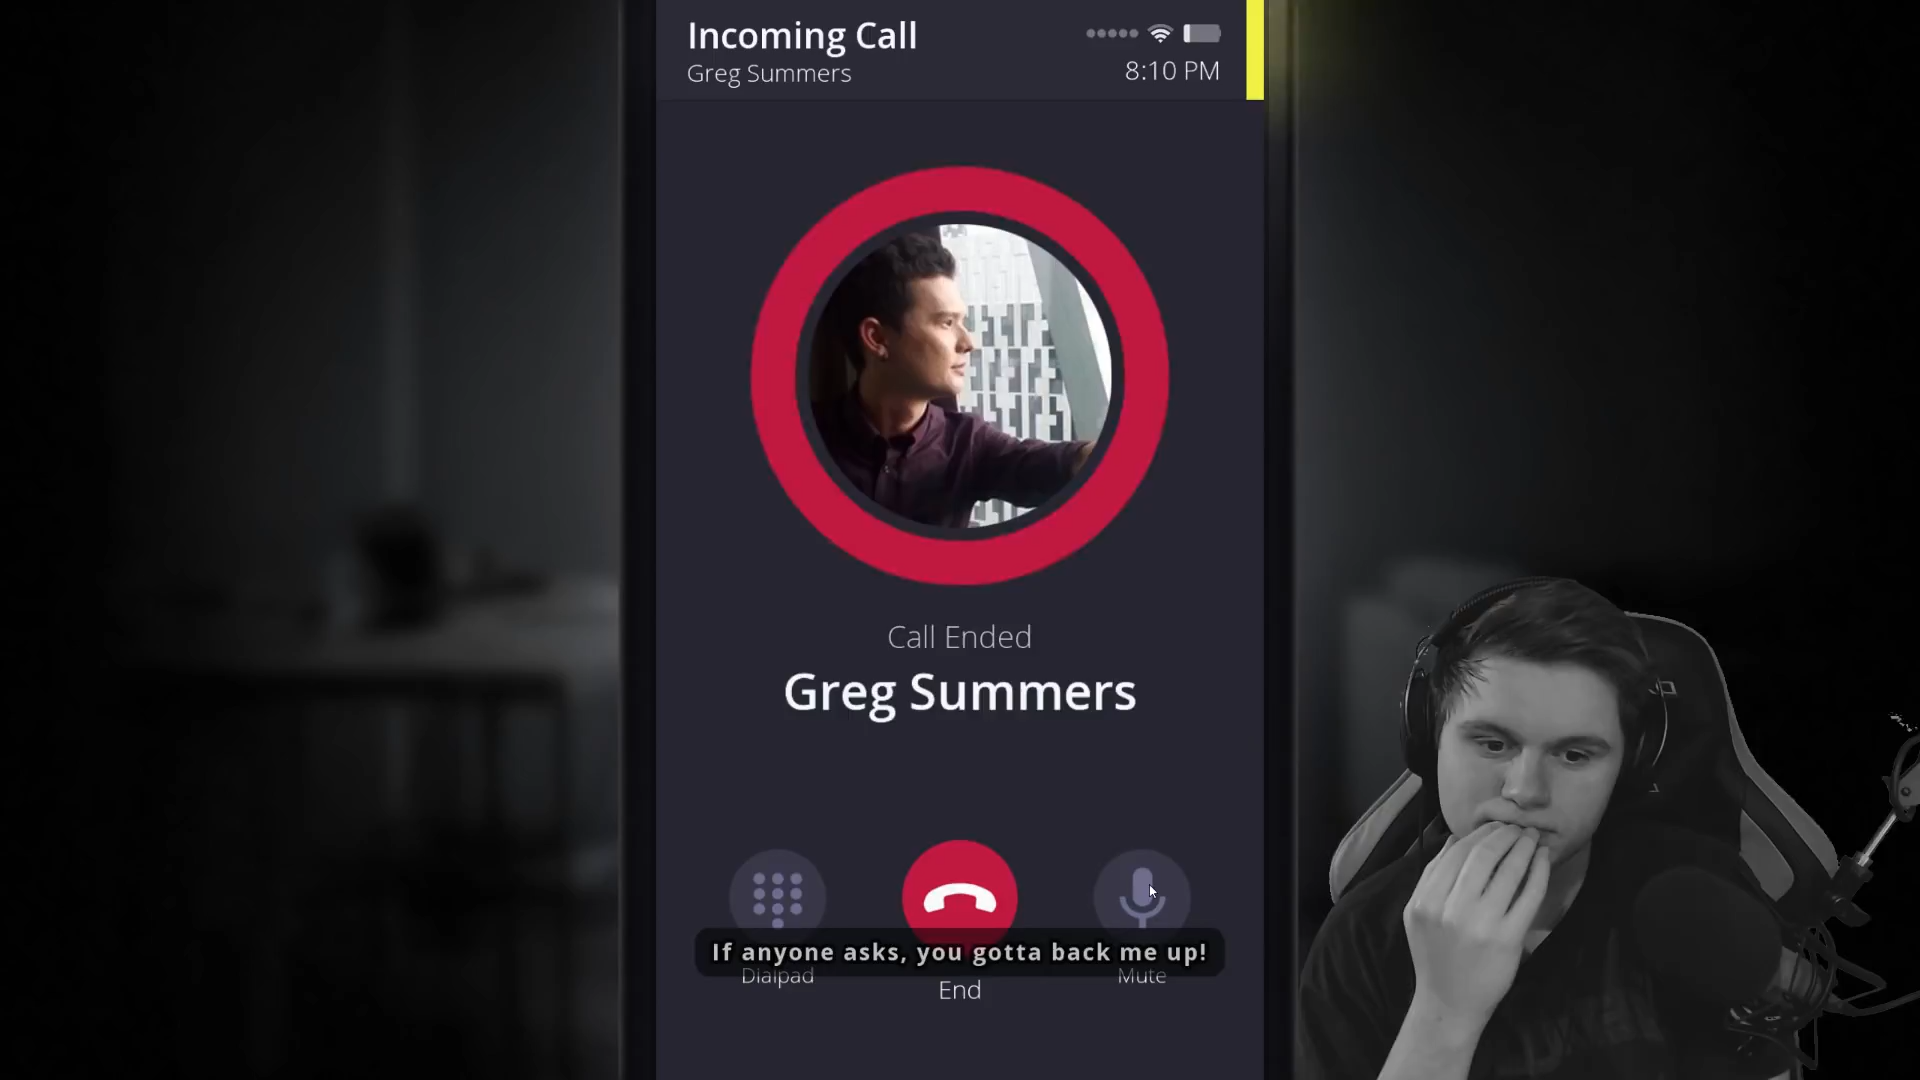 Incoming Call
Greg Summers
8:10 PM
Call Ended
Greg Summers
If anyone asks, you gotta back me up!
Dialpad
End
Mute